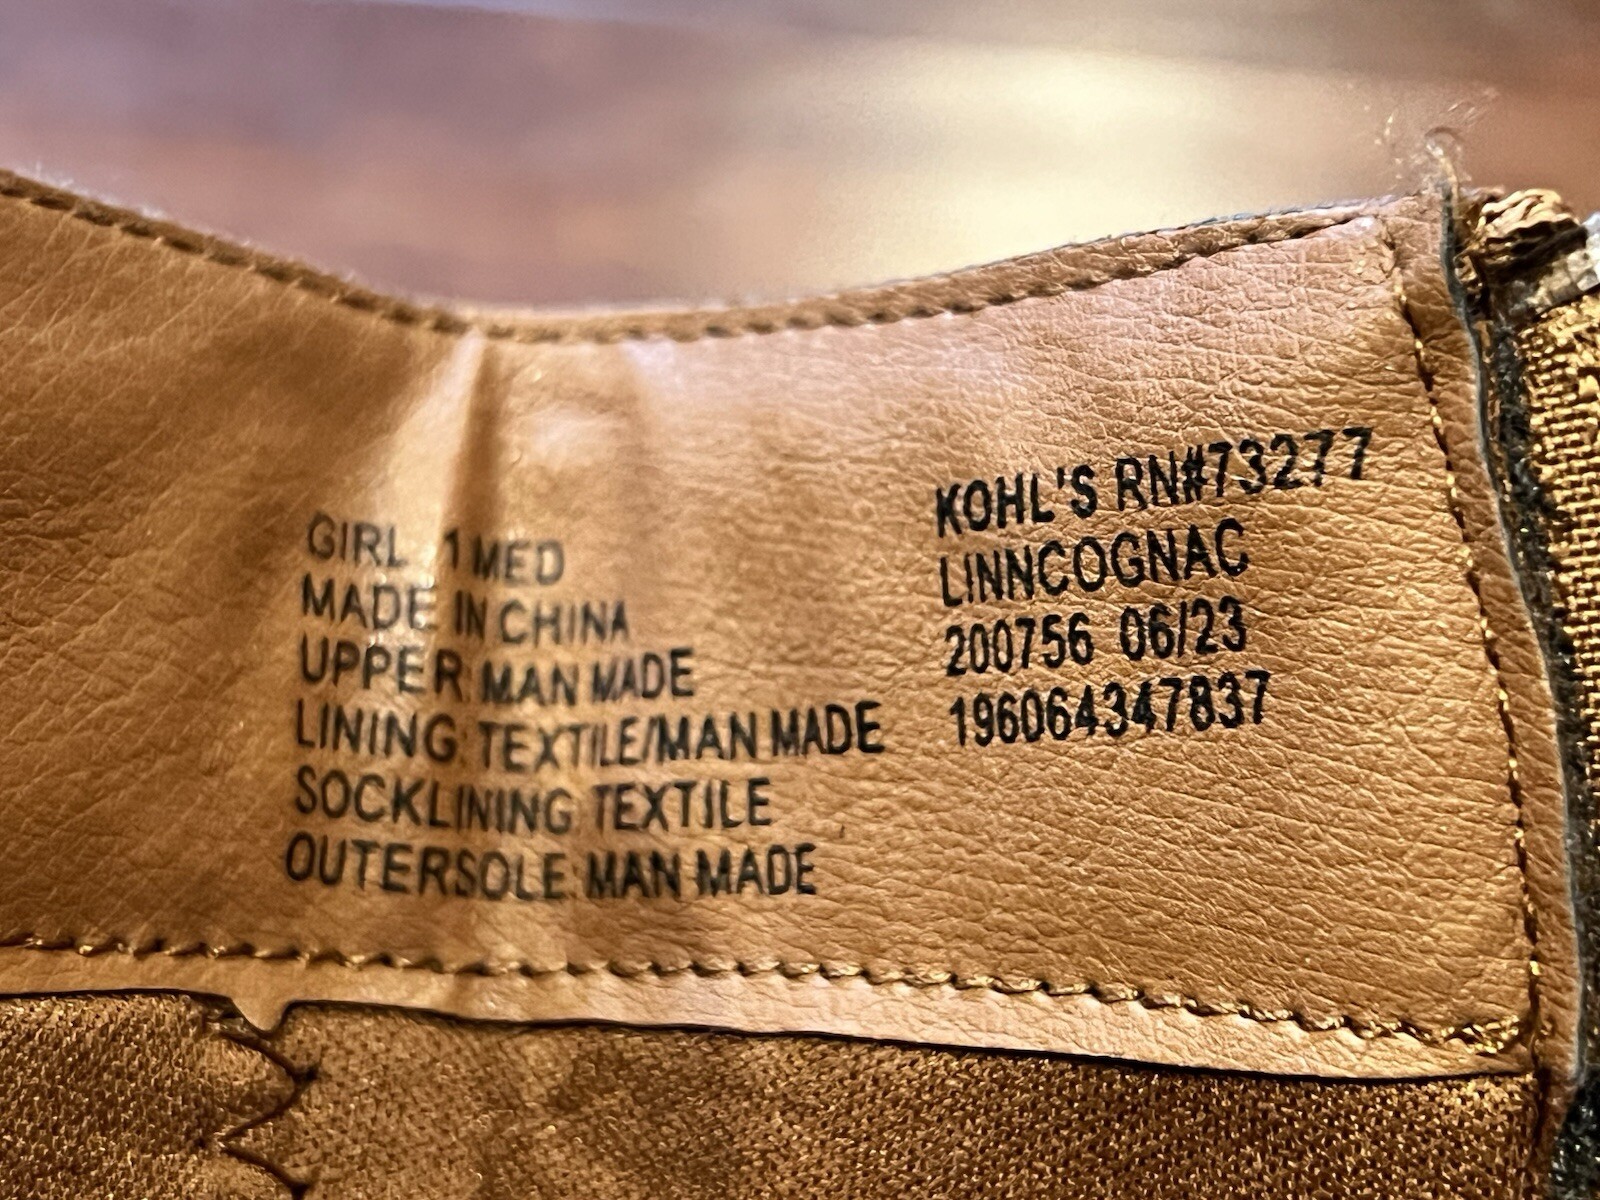 GIRL 1 MED
MADE IN CHINA
UPPER: MAN MADE
LINING: TEXTILE/MAN MADE
SOCKLINING TEXTILE
OUTERSOLE: MAN MADE
KOHL'S RN#73277
LINNCOGNAC
200756 06/23
196064347837